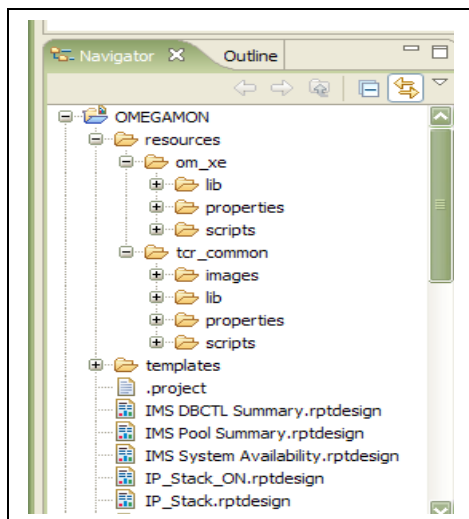 Navigator Outline
OMEGAMON
resources
om_xe
lib
properties
scripts
tcr_common
images
lib
properties
scripts
templates
.project
IMS DBCTL Summary.rptdesign
IMS Pool Summary.rptdesign
IMS System Availability.rptdesign
IP_Stack_ON.rptdesign
IP_Stack.rptdesign